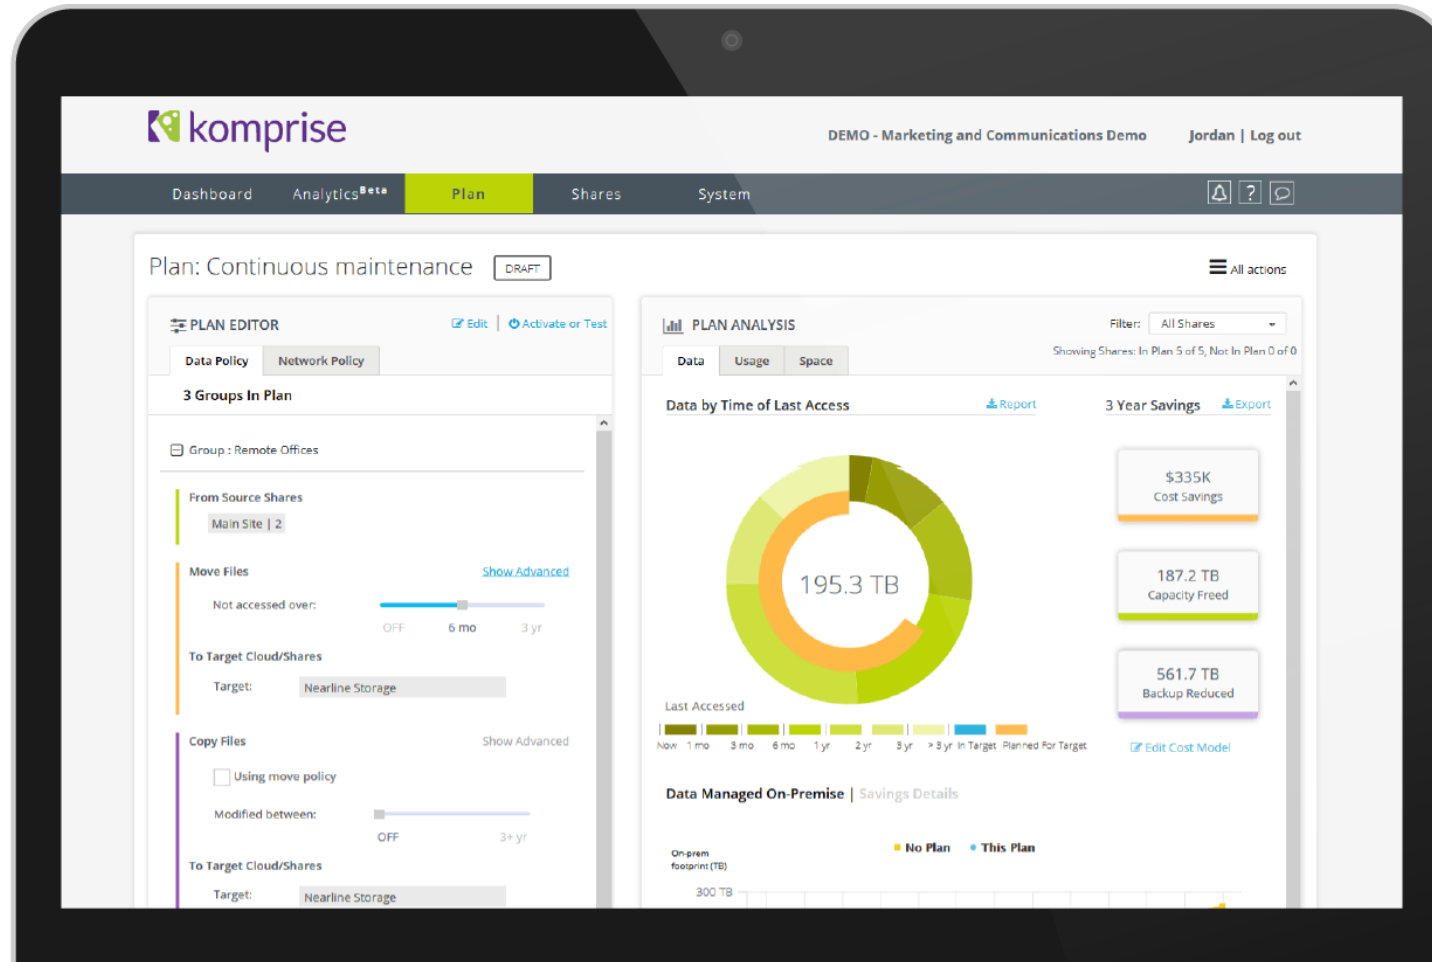 komprise
DEMO - Marketing and Communications Demo Jordan | Log out
Dashboard Analytics Beta Plan Shares System
?
Plan: Continuous maintenance DRAFT
All actions
PLAN EDITOR Edit | Activate or Test
Data Policy Network Policy
3 Groups In Plan
Group : Remote Offices
From Source Shares
Main Site | 2
Move Files Show Advanced
Not accessed over:
OFF 6 mo 3 yr
To Target Cloud/Shares
Target: Nearline Storage
Copy Files Show Advanced
Using move policy
Modified between:
OFF 3+ yr
To Target Cloud/Shares
Target: Nearline Storage
PLAN ANALYSIS Filter: All Shares
Showing Shares: In Plan 5 of 5, Not In Plan 0 of 0
Data Usage Space
Data by Time of Last Access Report
195.3 TB
Last Accessed
Now 1 mo 3 mo 6 mo 1 yr 2 yr 3 yr > 3 yr In Target Planned For Target
3 Year Savings Export
$335K
Cost Savings
187.2 TB
Capacity Freed
561.7 TB
Backup Reduced
Edit Cost Model
Data Managed On-Premise | Savings Details
On-prem
footprint (TB)
No Plan This Plan
300 TB